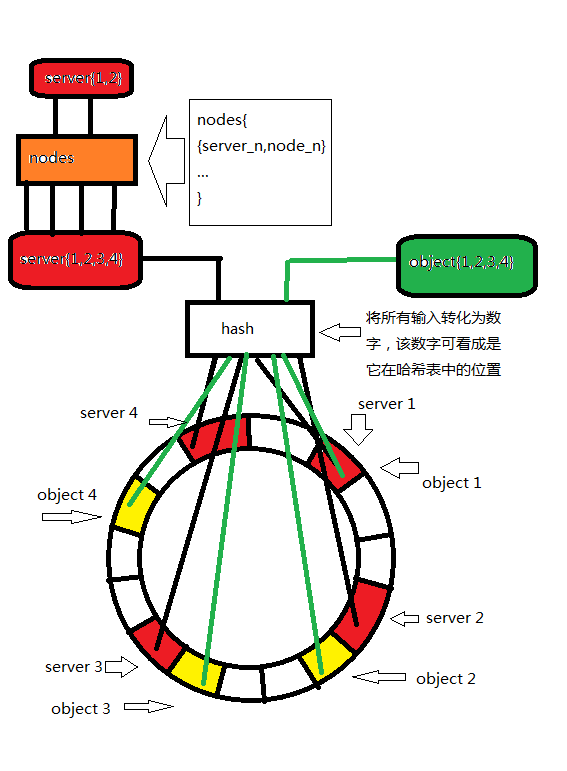 server{1,,2}
nodes{
{server_n,node_n}
...
}
nodes
server{1,,2,3,,4}
object{1,,2,3,,4}
hash
将所有输入转化为数
字，该数字可看成是
它在哈希表中的位置
server 4
server 1
object 1
object 4
server 2
server 3
object 2
object 3